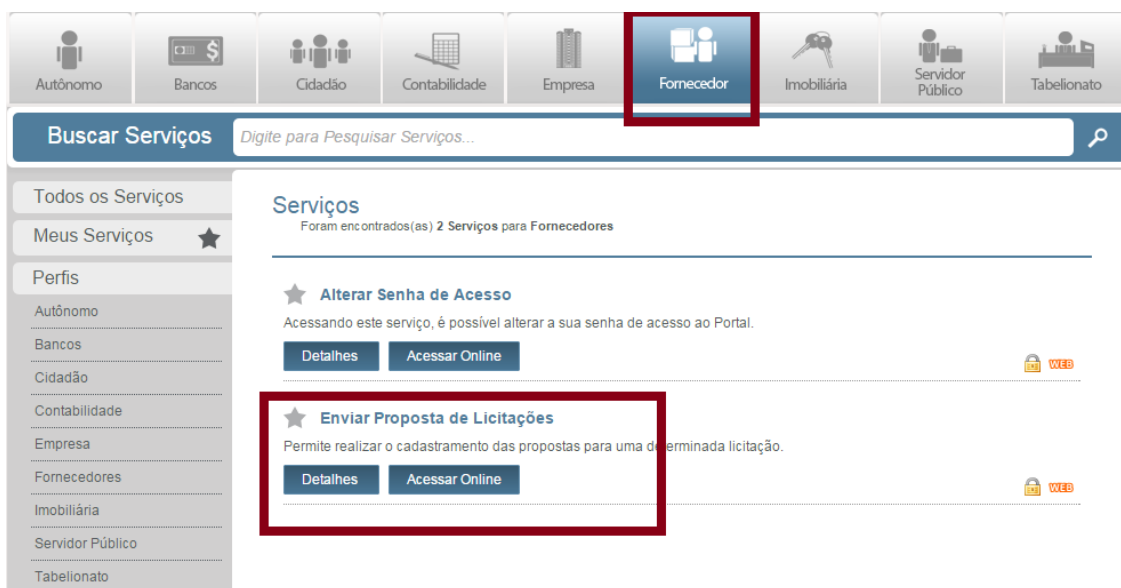 Autônomo
Bancos
Cidadão
Contabilidade
Empresa
Fornecedor
Imobiliária
Servidor
Público
Tabelionato
Buscar Serviços
Digite para Pesquisar Serviços...
Todos os Serviços
Meus Serviços
Perfis
Autônomo
Bancos
Cidadão
Contabilidade
Empresa
Fornecedores
Imobiliária
Servidor Público
Tabelionato
Serviços
Foram encontrados(as) 2 Serviços para Fornecedores
Alterar Senha de Acesso
Acessando este serviço, é possível alterar a sua senha de acesso ao Portal.
Detalhes Acessar Online
WEB
Enviar Proposta de Licitações
Permite realizar o cadastramento das propostas para uma determinada licitação.
Detalhes Acessar Online
WEB